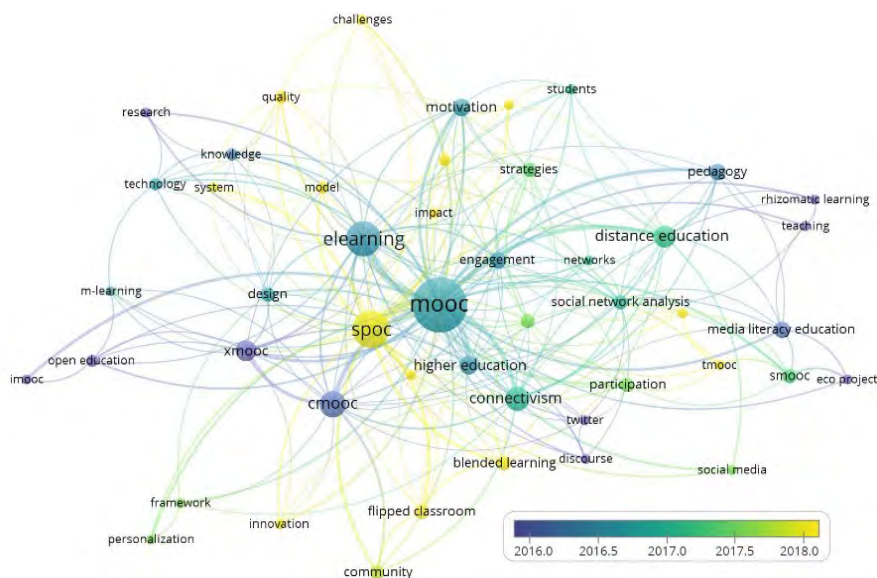 challenges
quality
research
motivation
students
knowledge
technology
system
model
strategies
pedagogy
rhizomatic learning
teaching
impact
elearning
distance education
engagement
networks
m-learning
design
mooc
social network analysis
spoc
media literacy education
xmooc
open education
imooc
higher education
tmooc
smooc
eco project
participation
cmooc
connectivism
twitter
discourse
blended learning
social media
framework
personalization
innovation
flipped classroom
community
2016.0 2016.5 2017.0 2017.5 2018.0